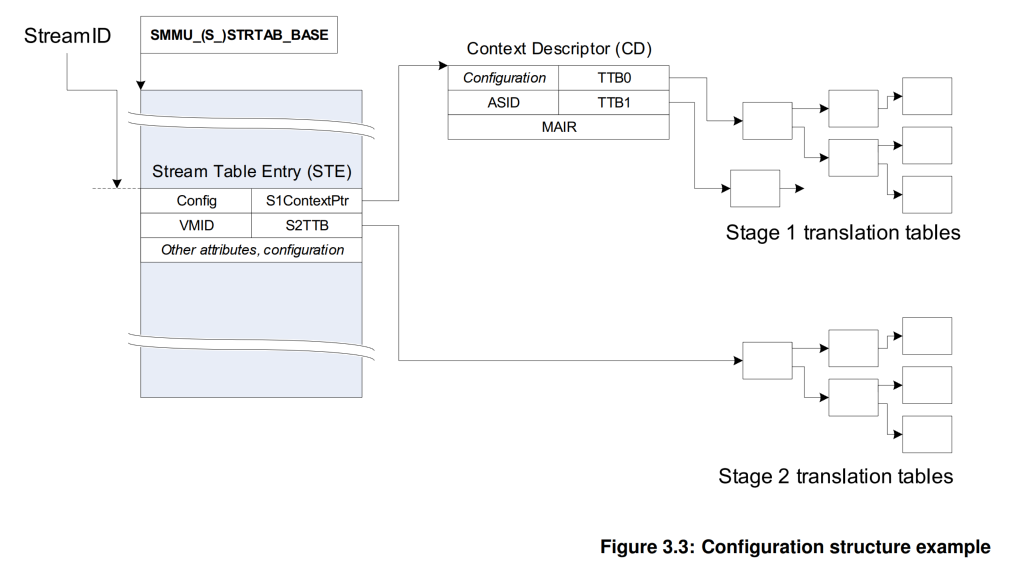 StreamID
SMMU_(S_)STRTAB_BASE
Context Descriptor (CD)
Configuration TTB0
ASID TTB1
MAIR
Stream Table Entry (STE)
Config S1ContextPtr
VMID S2TTB
Other attributes, configuration
Stage 1 translation tables
Stage 2 translation tables
Figure 3.3: Configuration structure example